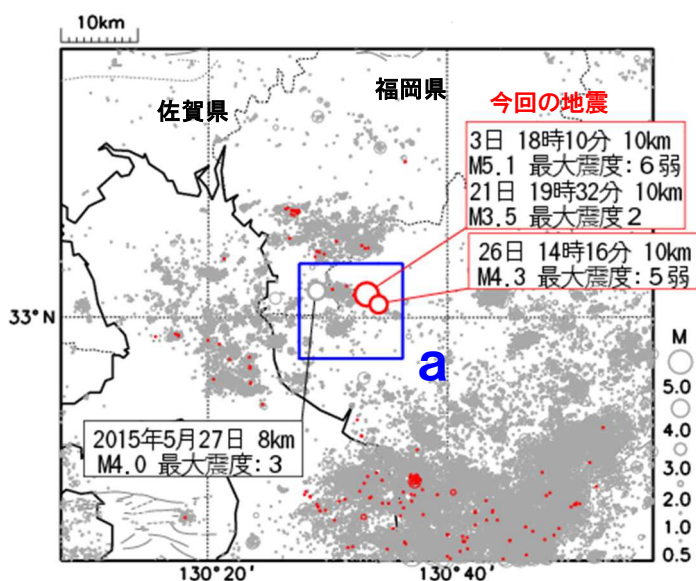 10km
佐賀県
福岡県
今回の地震
3日 18時10分 10km
M5.1 最大震度:6弱
21日 19時32分 10km
M3.5 最大震度2
26日 14時16分 10km
M4.3 最大震度:5弱
33°N
a
2015年5月27日 8km
M4.0 最大震度:3
M
5.0
4.0
3.0
2.0
1.0
0.5
130°20′
130°40′